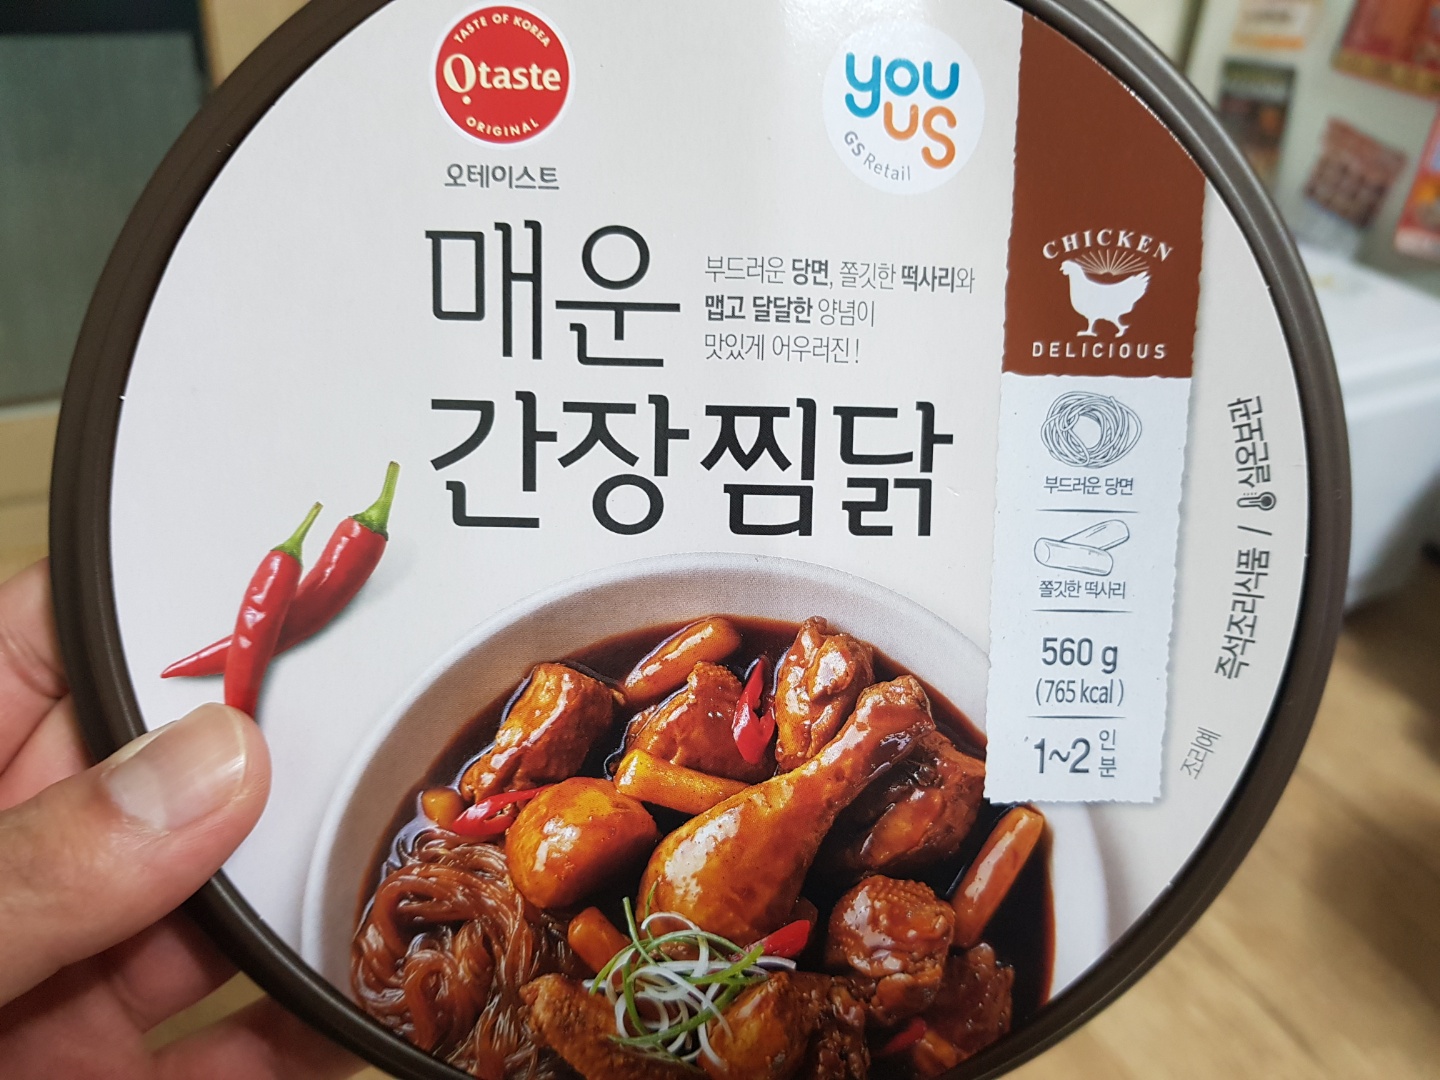 TASTE OF KOREA
Otaste
ORIGINAL
오테이스트
you
us
GS Retail
매운
간장찜닭
부드러운 당면, 쫄깃한 떡사리와
맵고 달달한 양념이
맛있게 어우러진!
CHICKEN
DELICIOUS
부드러운 당면
쫄깃한 떡사리
560 g
(765 kcal)
1~2 인분
즉석조리식품 / 실온보관
조리예